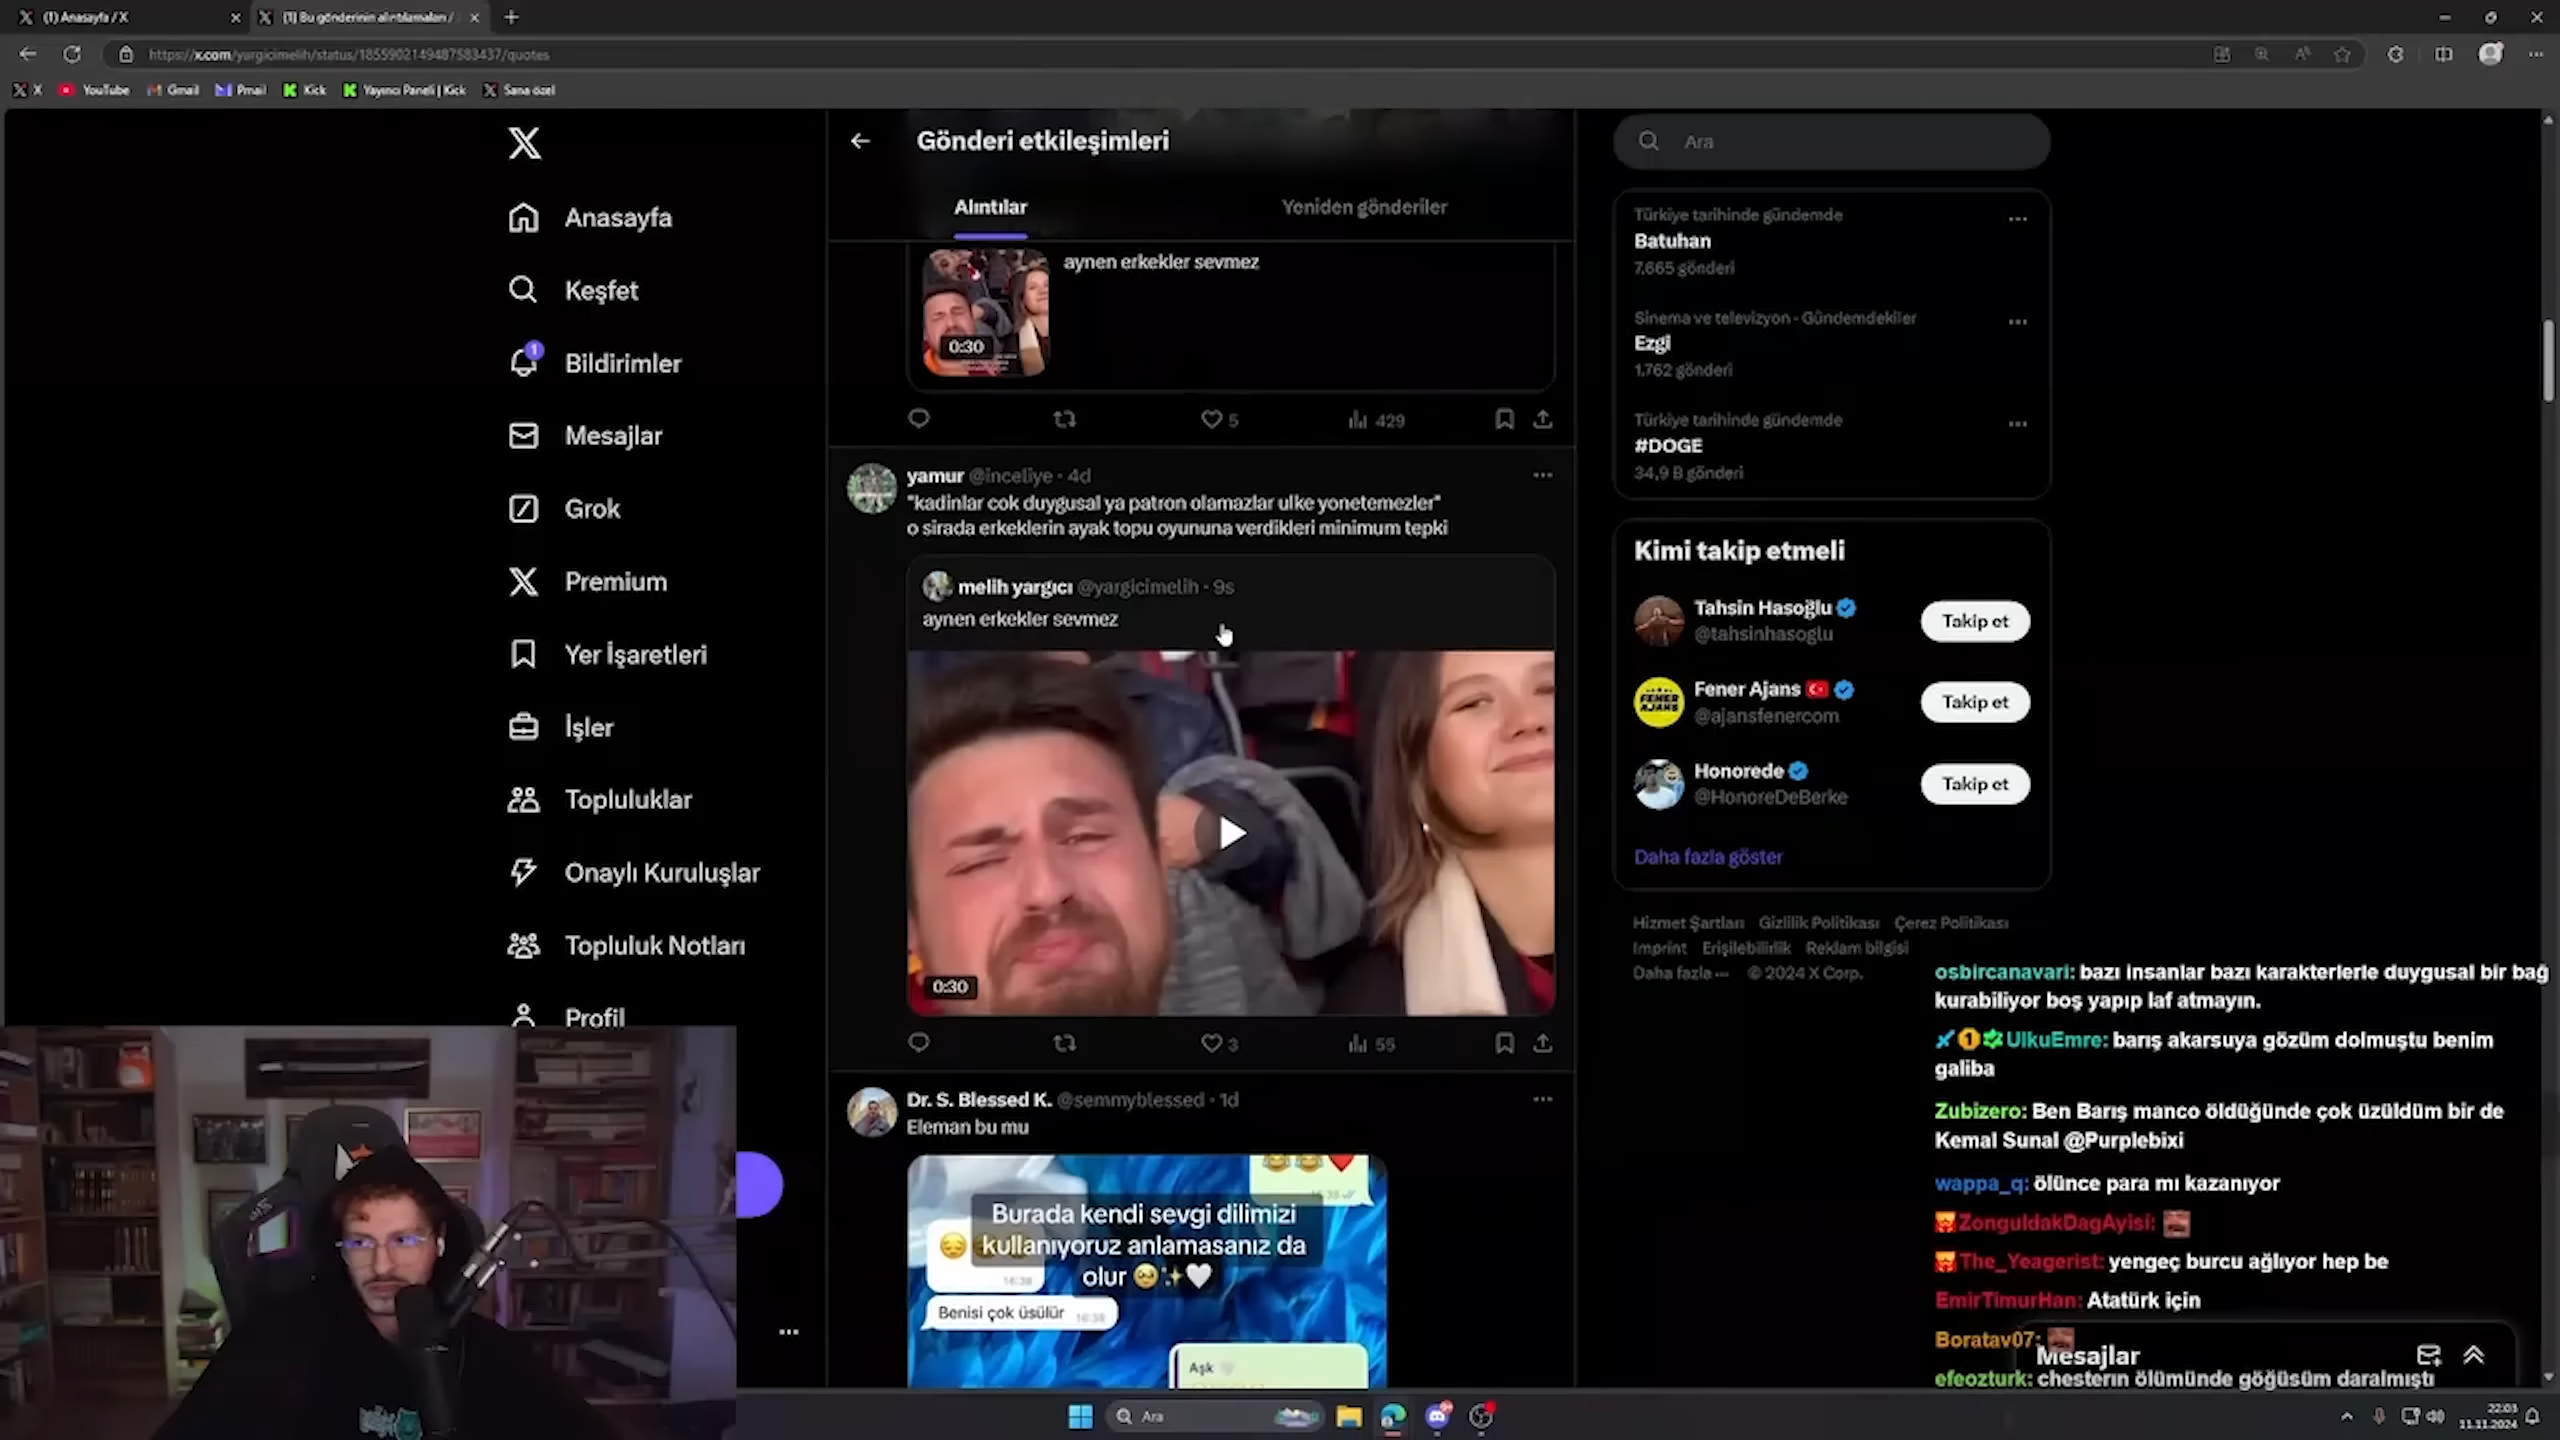 (1) Anasayfa / X
(1) Bu gönderinin alıntılamaları /
https://x.com/yargicimelih/status/1855902149487583437/quotes
X
YouTube
Gmail
Pmail
Kick
Yayıncı Paneli | Kick
Sana özel
Anasayfa
Keşfet
1
Bildirimler
Mesajlar
Grok
Premium
Yer İşaretleri
İşler
Topluluklar
Onaylı Kuruluşlar
Topluluk Notları
Profil
Gönderi etkileşimleri
Alıntılar
Yeniden gönderiler
aynen erkekler sevmez
0:30
5
429
yamur @inceliye · 4d
"kadinlar cok duygusal ya patron olamazlar ulke yonetemezler"
o sirada erkeklerin ayak topu oyununa verdikleri minimum tepki
melih yargıcı @yargicimelih · 9s
aynen erkekler sevmez
0:30
3
55
Dr. S. Blessed K. @semmyblessed · 1d
Eleman bu mu
16:38
Burada kendi sevgi dilimizi
kullanıyoruz anlamasanız da
olur 🥺✨🤍
16:38
Benisi çok üsülür 16:38
Aşk
Ara
Türkiye tarihinde gündemde
Batuhan
7.665 gönderi
Sinema ve televizyon · Gündemdekiler
Ezgi
1.762 gönderi
Türkiye tarihinde gündemde
#DOGE
34,9 B gönderi
Kimi takip etmeli
Tahsin Hasoğlu
@tahsinhasoglu
Takip et
FENER AJANS
Fener Ajans 🇹🇷
@ajansfenercom
Takip et
Honorede
@HonoreDeBerke
Takip et
Daha fazla göster
Hizmet Şartları Gizlilik Politikası Çerez Politikası
Imprint Erişilebilirlik Reklam bilgisi
Daha fazla ··· © 2024 X Corp.
osbircanavari: bazı insanlar bazı karakterlerle duygusal bir bağ
kurabiliyor boş yapıp laf atmayın.
UlkuEmre: barış akarsuya gözüm dolmuştu benim
galiba
Zubizero: Ben Barış manco öldüğünde çok üzüldüm bir de
Kemal Sunal @Purplebixi
wappa_q: ölünce para mı kazanıyor
ZonguldakDagAyisi:
The_Yeagerist: yengeç burcu ağlıyor hep be
EmirTimurHan: Atatürk için
Boratav07:
Mesajlar
efeozturk: chesterın ölümünde göğüsüm daralmıştı
Ara
22:03
11.11.2024